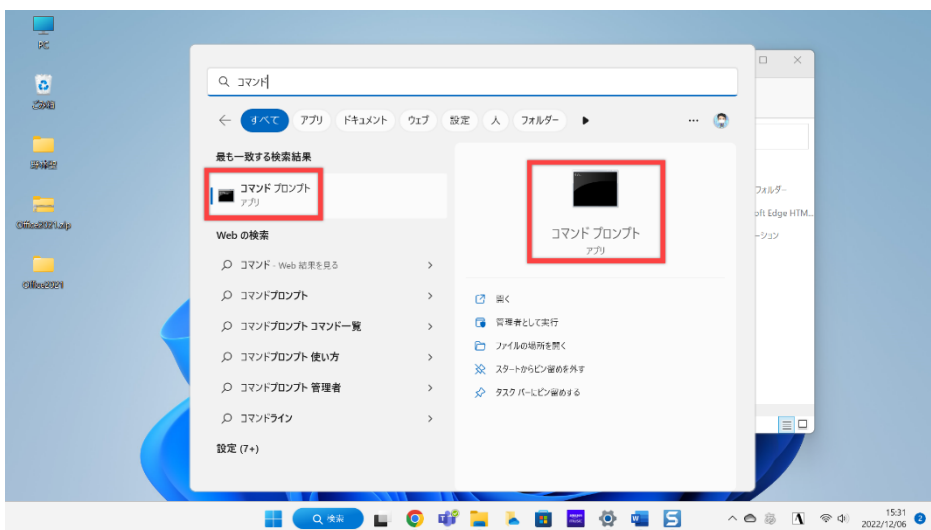 PC
ごみ箱
Office2021.zip
Office2021
コマンド
すべて アプリ ドキュメント ウェブ 設定 人 フォルダー ...
最も一致する検索結果
コマンド プロンプト
アプリ
Web の検索
コマンド - Web 結果を見る
コマンドプロンプト
コマンドプロンプト コマンド一覧
コマンドプロンプト 使い方
コマンドプロンプト 管理者
コマンドライン
設定 (7+)
コマンド プロンプト
アプリ
開く
管理者として実行
ファイルの場所を開く
スタートからピン留めを外す
タスク バーにピン留めする
フォルダー
oft Edge HTM...
ーション
検索
A
15:31
2022/12/06
2